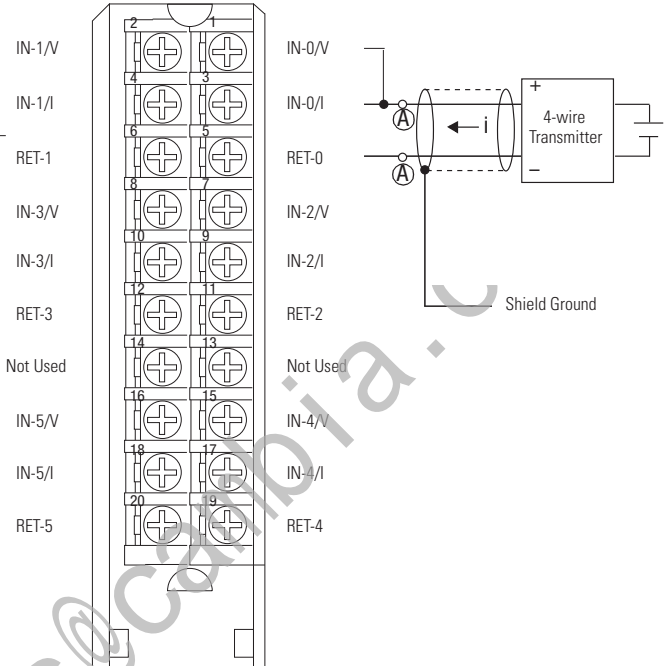 2 1
IN-1/V IN-0/V
4 3
IN-1/I IN-0/I
A
i
+
4-wire
Transmitter
−
6 5
RET-1 RET-0
A
8 7
IN-3/V IN-2/V
10 9
IN-3/I IN-2/I
12 11
RET-3 RET-2
Shield Ground
14 13
Not Used Not Used
16 15
IN-5/V IN-4/V
18 17
IN-5/I IN-4/I
20 19
RET-5 RET-4
s@cambia.c